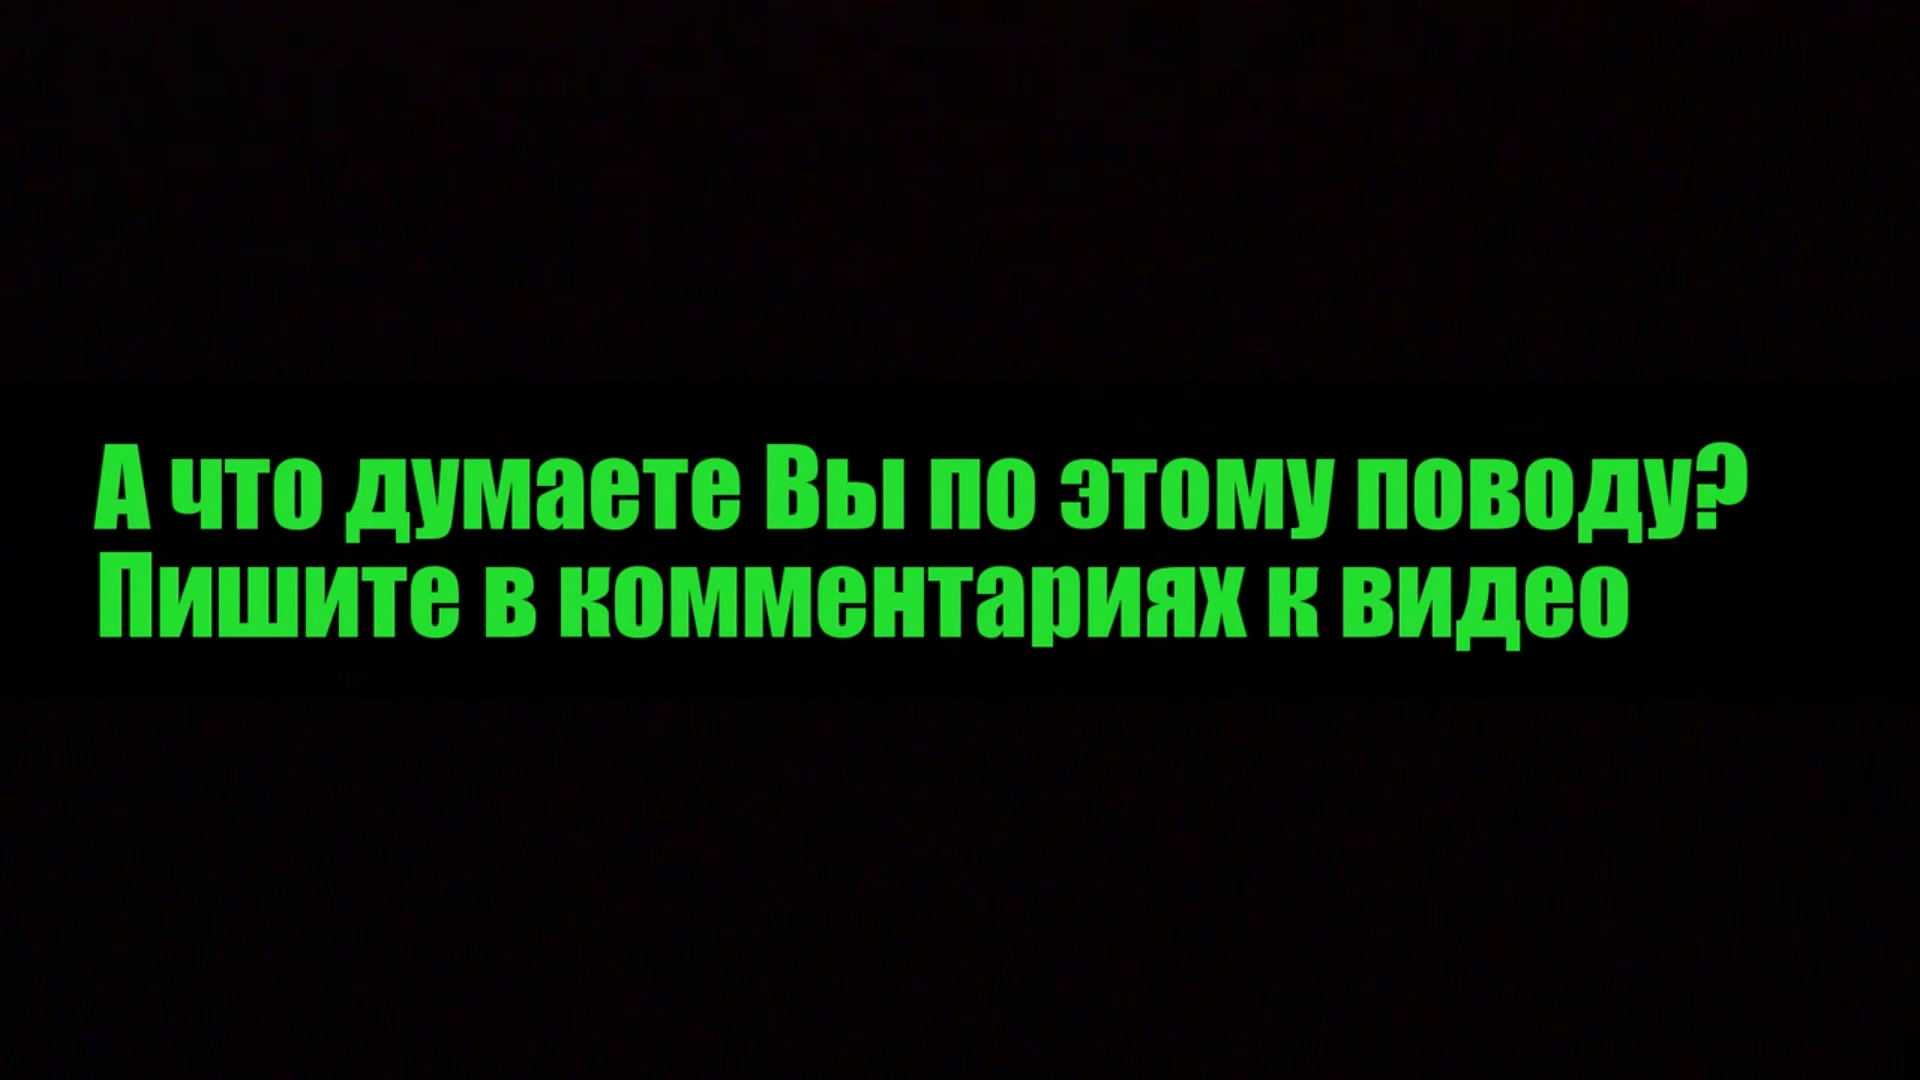 А что думаете Вы по этому поводу?
Пишите в комментариях к видео